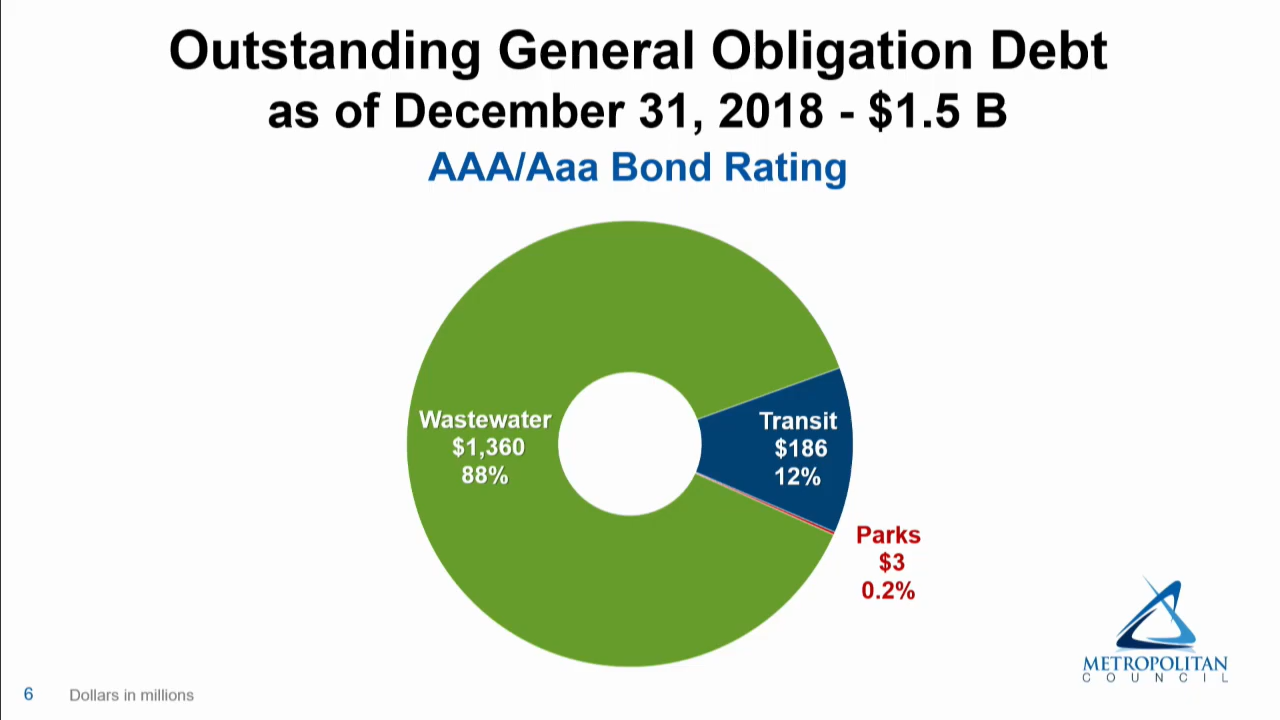 Outstanding General Obligation Debt
as of December 31, 2018 - $1.5 B
AAA/Aaa Bond Rating
Wastewater
$1,360
88%
Transit
$186
12%
Parks
$3
0.2%
METROPOLITAN
COUNCIL
6
Dollars in millions